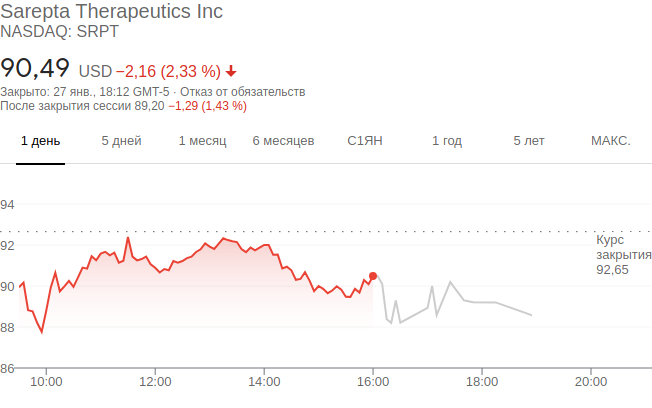 Sarepta Therapeutics Inc
NASDAQ: SRPT
90,49 USD −2,16 (2,33 %)
Закрыто: 27 янв., 18:12 GMT-5 · Отказ от обязательств
После закрытия сессии 89,20 −1,29 (1,43 %)
1 день 5 дней 1 месяц 6 месяцев С1ЯН 1 год 5 лет МАКС.
94
92
90
88
86
Курс
закрытия
92,65
10:00 12:00 14:00 16:00 18:00 20:00